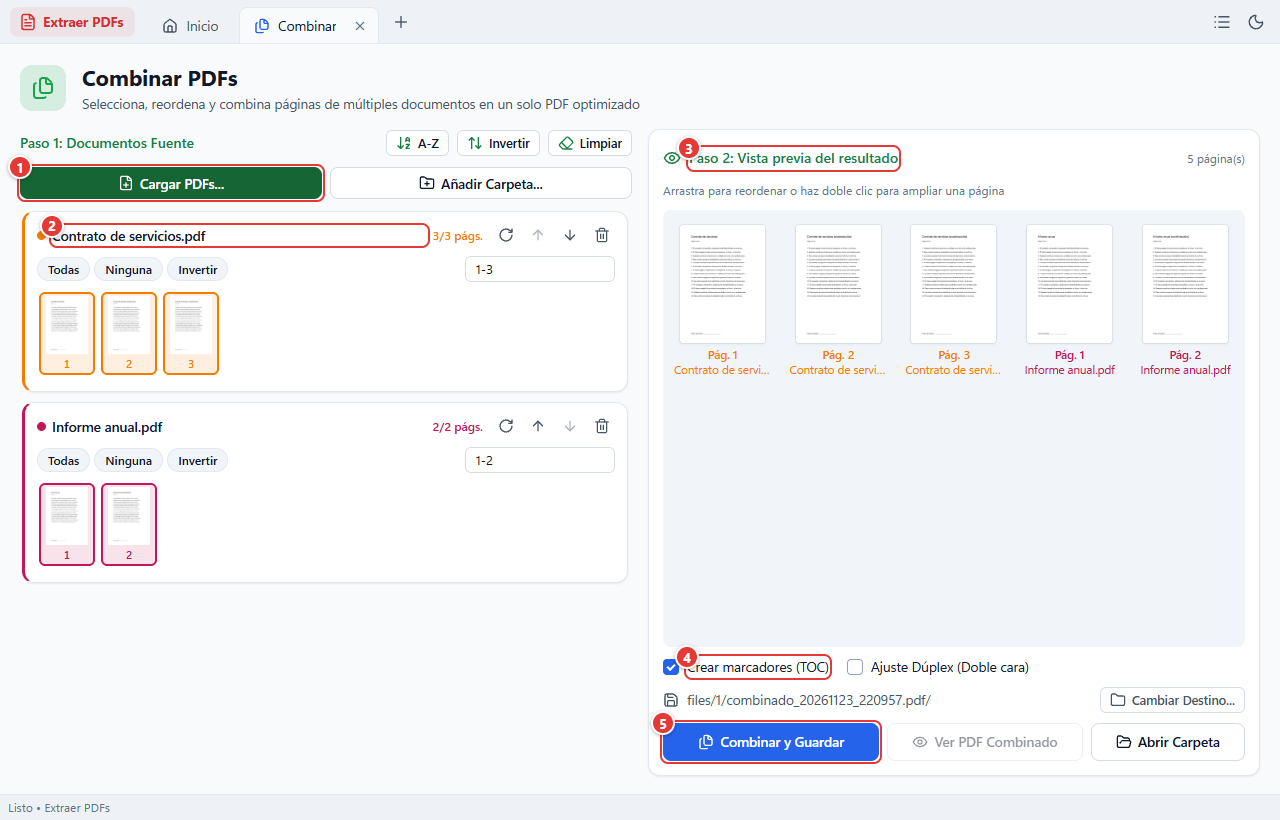 Extraer PDFs
Inicio
Combinar
Combinar PDFs
Selecciona, reordena y combina páginas de múltiples documentos en un solo PDF optimizado
Paso 1: Documentos Fuente
A-Z
Invertir
Limpiar
1
Cargar PDFs...
Añadir Carpeta...
2
Contrato de servicios.pdf
3/3 págs.
Todas
Ninguna
Invertir
1-3
1
2
3
Informe anual.pdf
2/2 págs.
Todas
Ninguna
Invertir
1-2
1
2
3
Paso 2: Vista previa del resultado
5 página(s)
Arrastra para reordenar o haz doble clic para ampliar una página
Pág. 1
Contrato de servi...
Pág. 2
Contrato de servi...
Pág. 3
Contrato de servi...
Pág. 1
Informe anual.pdf
Pág. 2
Informe anual.pdf
4
Crear marcadores (TOC)
Ajuste Dúplex (Doble cara)
files/1/combinado_20261123_220957.pdf/
Cambiar Destino...
5
Combinar y Guardar
Ver PDF Combinado
Abrir Carpeta
Listo • Extraer PDFs